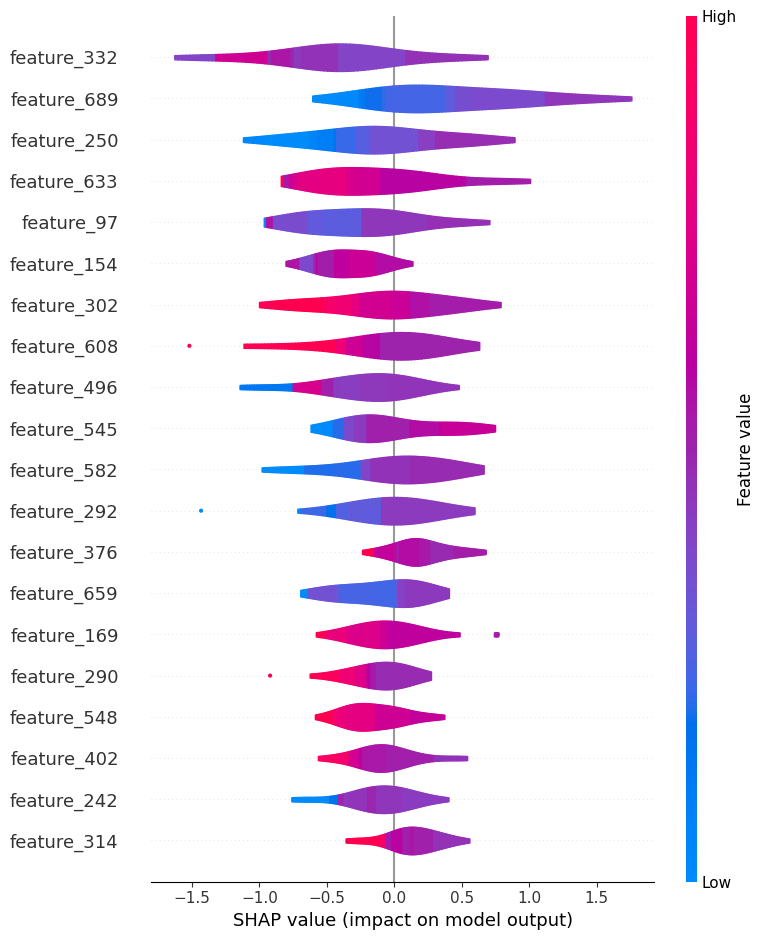 High
feature_332
feature_689
feature_250
feature_633
feature_97
feature_154
feature_302
feature_608
feature_496
feature_545
feature_582
feature_292
feature_376
feature_659
feature_169
feature_290
feature_548
feature_402
feature_242
feature_314
Feature value
Low
−1.5 −1.0 −0.5 0.0 0.5 1.0 1.5
SHAP value (impact on model output)